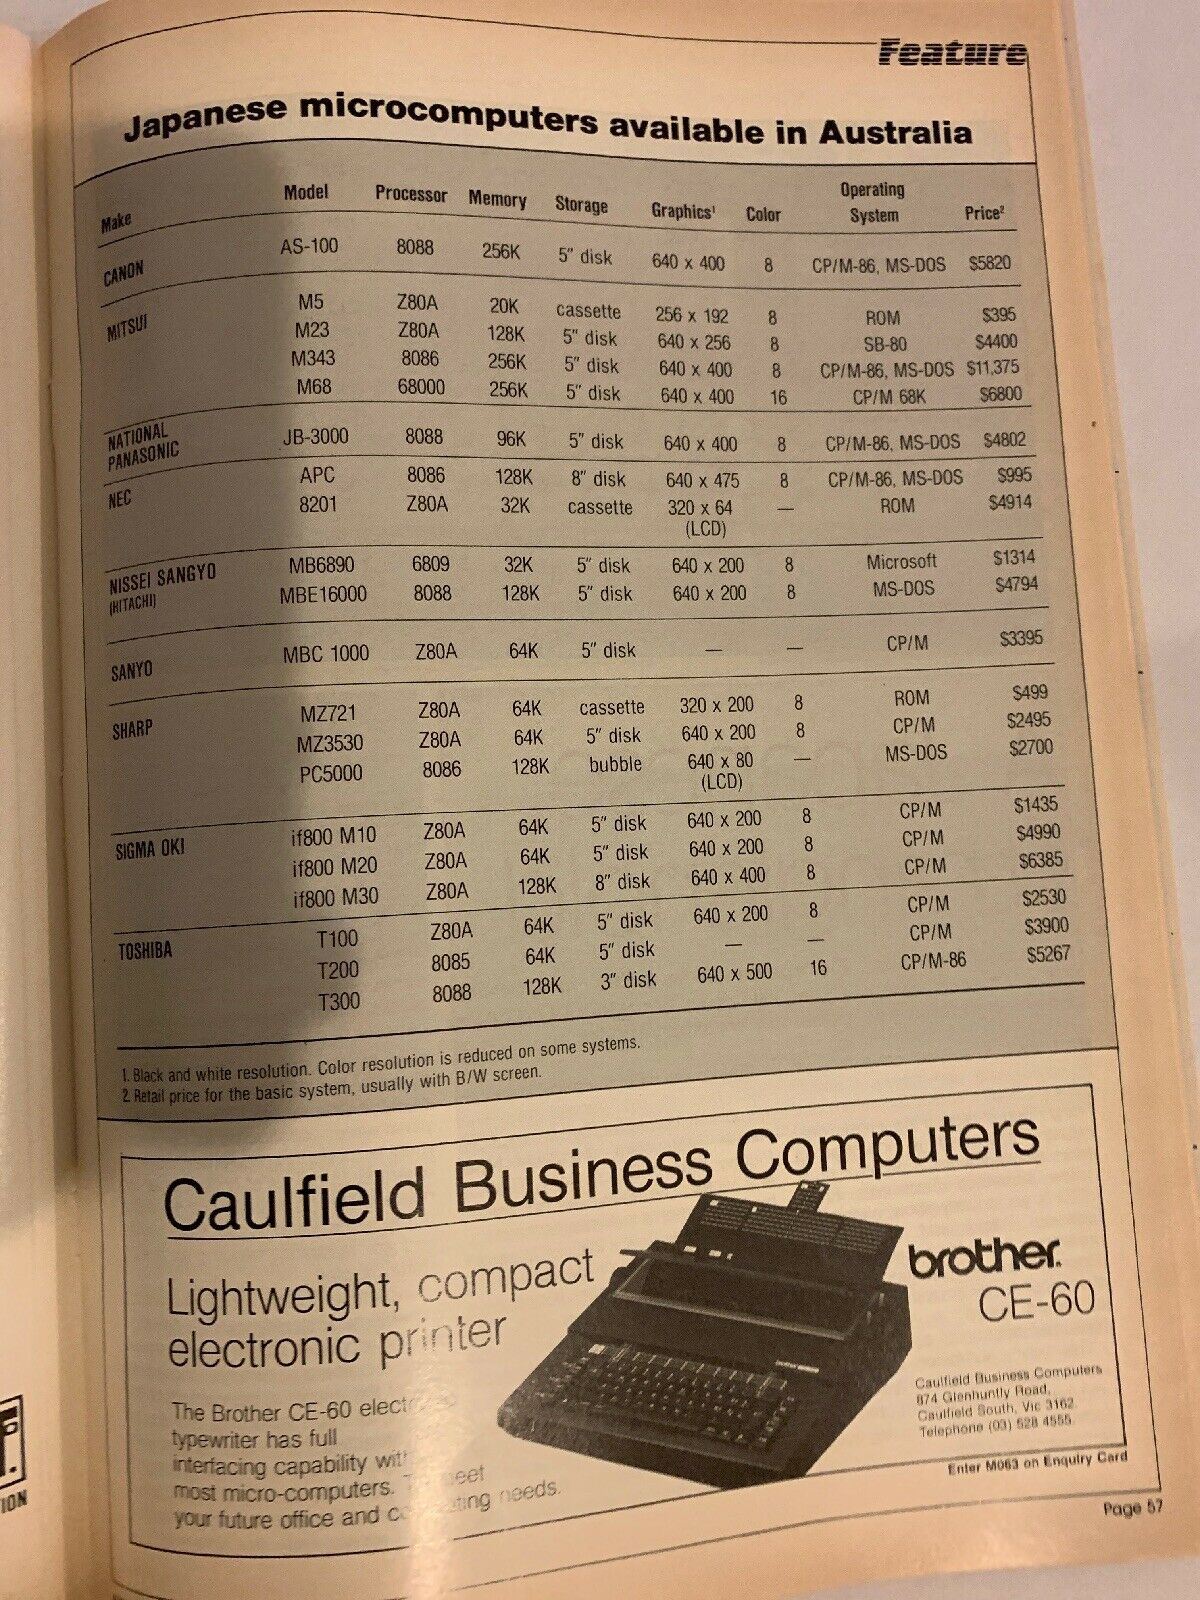 Feature
Japanese microcomputers available in Australia
Make Model Processor Memory Storage Graphics¹ Color Operating System Price²
CANON AS-100 8088 256K 5" disk 640 x 400 8 CP/M-86, MS-DOS $5820
MITSUI M5 Z80A 20K cassette 256 x 192 8 ROM $395
M23 Z80A 128K 5" disk 640 x 256 8 SB-80 $4400
M343 8086 256K 5" disk 640 x 400 8 CP/M-86, MS-DOS $11,375
M68 68000 256K 5" disk 640 x 400 16 CP/M 68K $6800
NATIONAL PANASONIC JB-3000 8088 96K 5" disk 640 x 400 8 CP/M-86, MS-DOS $4802
NEC APC 8086 128K 8" disk 640 x 475 8 CP/M-86, MS-DOS $995
8201 Z80A 32K cassette 320 x 64 (LCD) — ROM $4914
NISSEI SANGYO (HITACHI) MB6890 6809 32K 5" disk 640 x 200 8 Microsoft $1314
MBE16000 8088 128K 5" disk 640 x 200 8 MS-DOS $4794
SANYO MBC 1000 Z80A 64K 5" disk — — CP/M $3395
SHARP MZ721 Z80A 64K cassette 320 x 200 8 ROM $499
MZ3530 Z80A 64K 5" disk 640 x 200 8 CP/M $2495
PC5000 8086 128K bubble 640 x 80 (LCD) — MS-DOS $2700
SIGMA OKI if800 M10 Z80A 64K 5" disk 640 x 200 8 CP/M $1435
if800 M20 Z80A 64K 5" disk 640 x 200 8 CP/M $4990
if800 M30 Z80A 128K 8" disk 640 x 400 8 CP/M $6385
TOSHIBA T100 Z80A 64K 5" disk 640 x 200 8 CP/M $2530
T200 8085 64K 5" disk — — CP/M $3900
T300 8088 128K 3" disk 640 x 500 16 CP/M-86 $5267
1. Black and white resolution. Color resolution is reduced on some systems.
2. Retail price for the basic system, usually with B/W screen.
Caulfield Business Computers
Lightweight, compact
electronic printer
brother.
CE-60
The Brother CE-60
typewriter has full
interfacing capability
most micro-computers.
your future office and needs.
Caulfield Business Computers
874 Glenhuntly Road,
Caulfield South, Vic 3162.
Telephone (03) 528 4555.
Enter M063 on Enquiry Card
Page 57